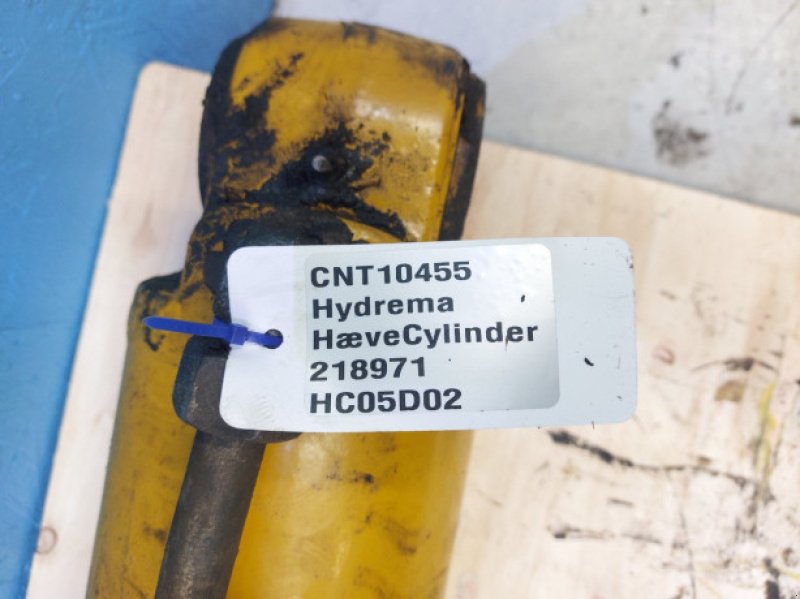 CNT10455
Hydrema
HæveCylinder
218971
HC05D02